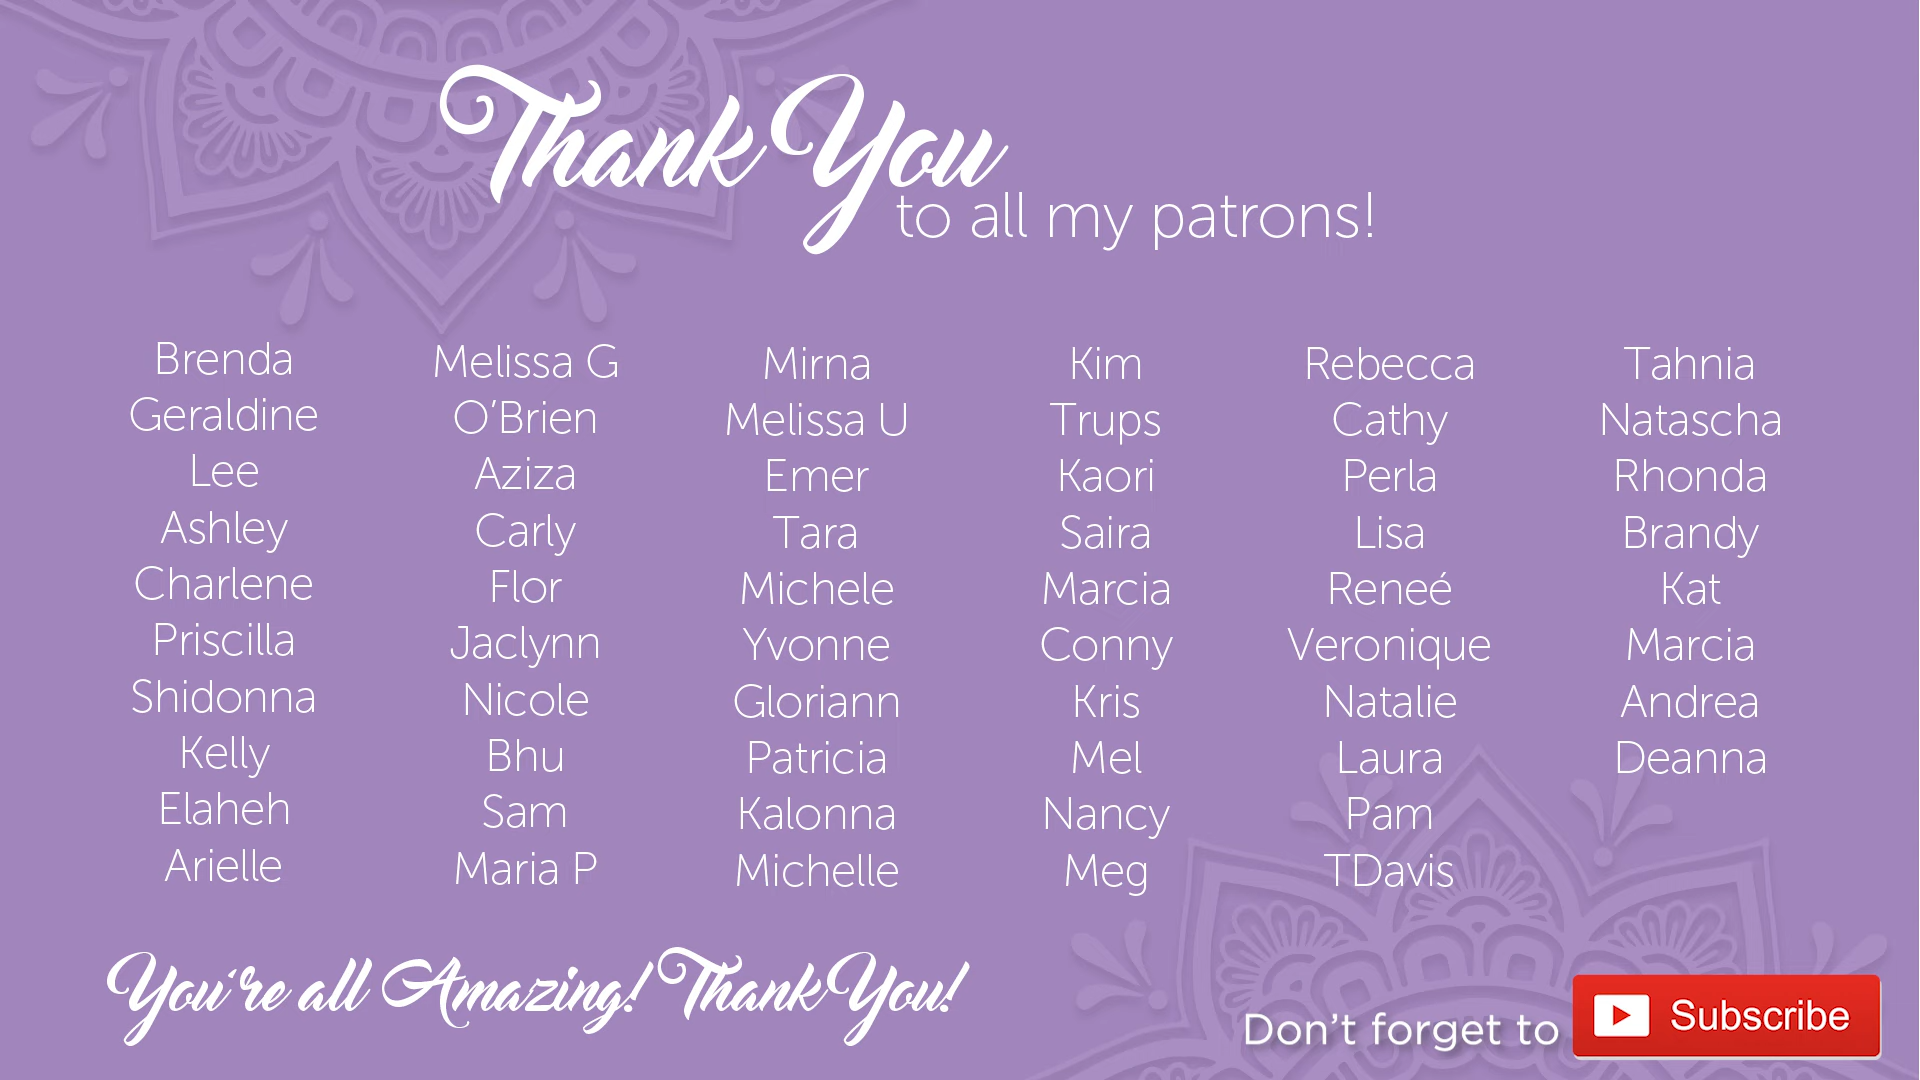 Thank You
to all my patrons!
Brenda
Geraldine
Lee
Ashley
Charlene
Priscilla
Shidonna
Kelly
Elaheh
Arielle
Melissa G
O’Brien
Aziza
Carly
Flor
Jaclynn
Nicole
Bhu
Sam
Maria P
Mirna
Melissa U
Emer
Tara
Michele
Yvonne
Gloriann
Patricia
Kalonna
Michelle
Kim
Trups
Kaori
Saira
Marcia
Conny
Kris
Mel
Nancy
Meg
Rebecca
Cathy
Perla
Lisa
Reneé
Veronique
Natalie
Laura
Pam
TDavis
Tahnia
Natascha
Rhonda
Brandy
Kat
Marcia
Andrea
Deanna
You're all Amazing! Thank You!
Don’t forget to Subscribe